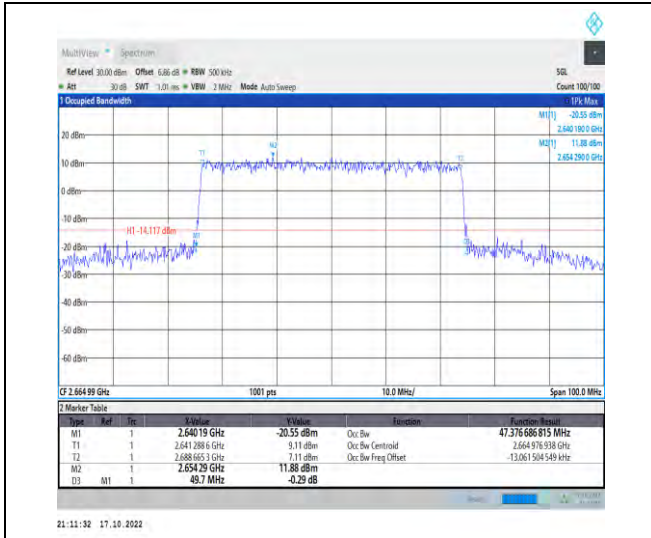 MultiView Spectrum
Ref Level 30.00 dBm Offset 6.86 dB RBW 500 kHz SGL
Att 30 dB SWT 1.01 ms VBW 2 MHz Mode Auto Sweep Count 100/100
1 Occupied Bandwidth 1Pk Max
M1[1] -20.55 dBm
2.640 190 0 GHz
M2[1] 11.88 dBm
2.654 290 0 GHz
20 dBm
T1 M2 T2
10 dBm
0 dBm
-10 dBm
H1 -14.117 dBm
M1
-20 dBm
-30 dBm
-40 dBm
-50 dBm
-60 dBm
CF 2.664 99 GHz 1001 pts 10.0 MHz/ Span 100.0 MHz
2 Marker Table
Type Ref Trc X-Value Y-Value Function Function Result
M1 1 2.640 19 GHz -20.55 dBm Occ Bw 47.376 686 815 MHz
T1 1 2.641 288 6 GHz 9.11 dBm Occ Bw Centroid 2.664 976 938 GHz
T2 1 2.688 665 3 GHz 7.11 dBm Occ Bw Freq Offset -13.061 504 549 kHz
M2 1 2.654 29 GHz 11.88 dBm
D3 M1 1 49.7 MHz -0.29 dB
21:11:32 17.10.2022